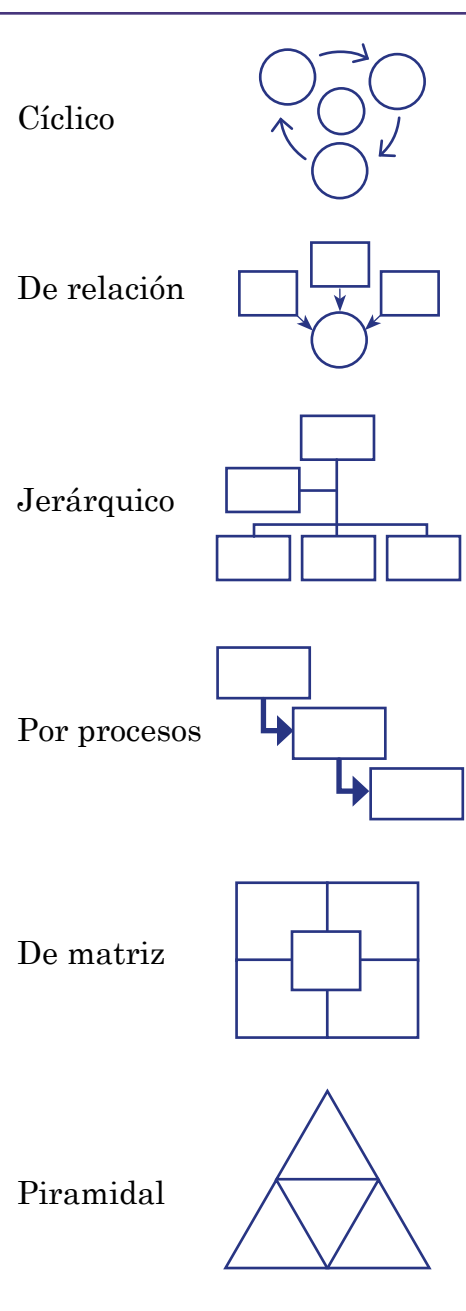 Cíclico
De relación
Jerárquico
Por procesos
De matriz
Piramidal